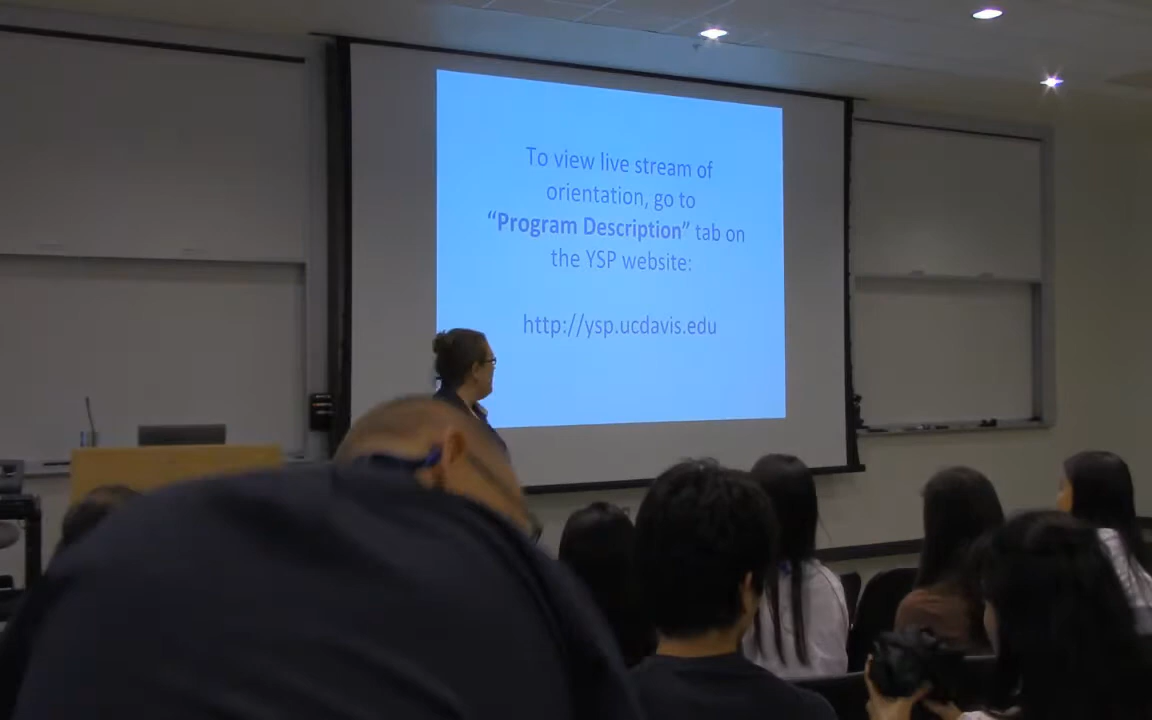 To view live stream of
orientation, go to
“Program Description” tab on
the YSP website:
http://ysp.ucdavis.edu